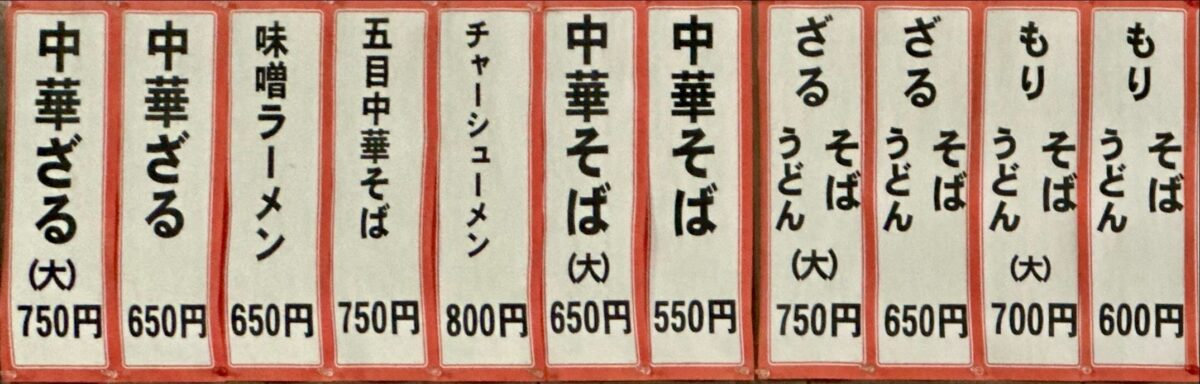 もり
そば
うどん
600円
もり
そば
うどん
(大)
700円
ざる
そば
うどん
650円
ざる
そば
うどん
(大)
750円
中華そば
550円
中華そば
(大)
650円
チャーシューメン
800円
五目中華そば
750円
味噌ラーメン
650円
中華ざる
650円
中華ざる
(大)
750円